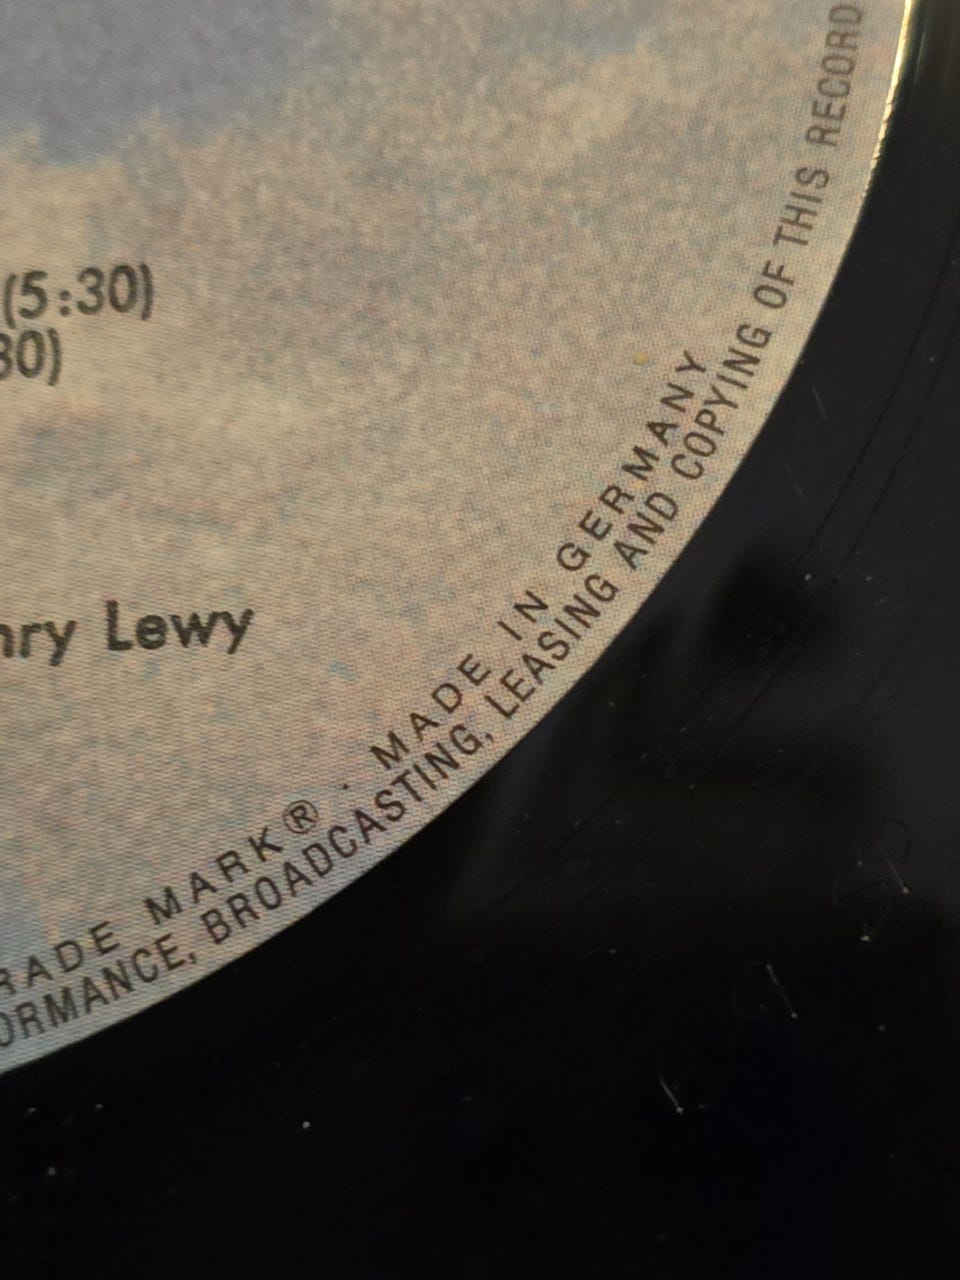 (5:30)
30)
nry Lewy
RADE MARK® · MADE IN GERMANY
ORMANCE, BROADCASTING, LEASING AND COPYING OF THIS RECORD